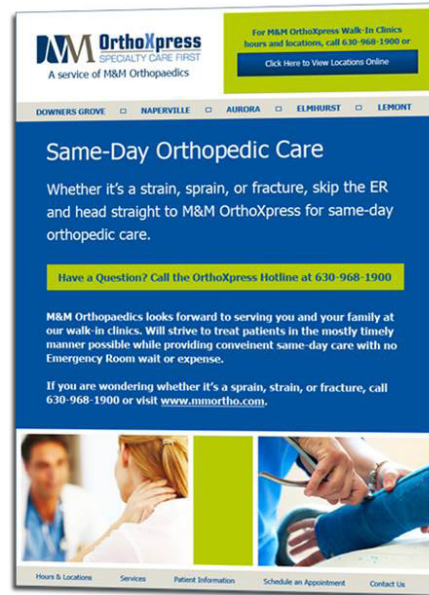 M
OrthoXpress
SPECIALTY CARE FIRST
A service of M&M Orthopaedics
For M&M OrthoXpress Walk-In Clinics
hours and locations, call 630-968-1900 or
Click Here to View Locations Online
DOWNERS GROVE □ NAPERVILLE □ AURORA □ ELMHURST □ LEMONT
Same-Day Orthopedic Care
Whether it's a strain, sprain, or fracture, skip the ER
and head straight to M&M OrthoXpress for same-day
orthopedic care.
Have a Question? Call the OrthoXpress Hotline at 630-968-1900
M&M Orthopaedics looks forward to serving you and your family at
our walk-in clinics. Will strive to treat patients in the mostly timely
manner possible while providing conveinent same-day care with no
Emergency Room wait or expense.
If you are wondering whether it's a sprain, strain, or fracture, call
630-968-1900 or visit www.mmortho.com.
Hours & Locations Services Patient Information Schedule an Appointment Contact Us